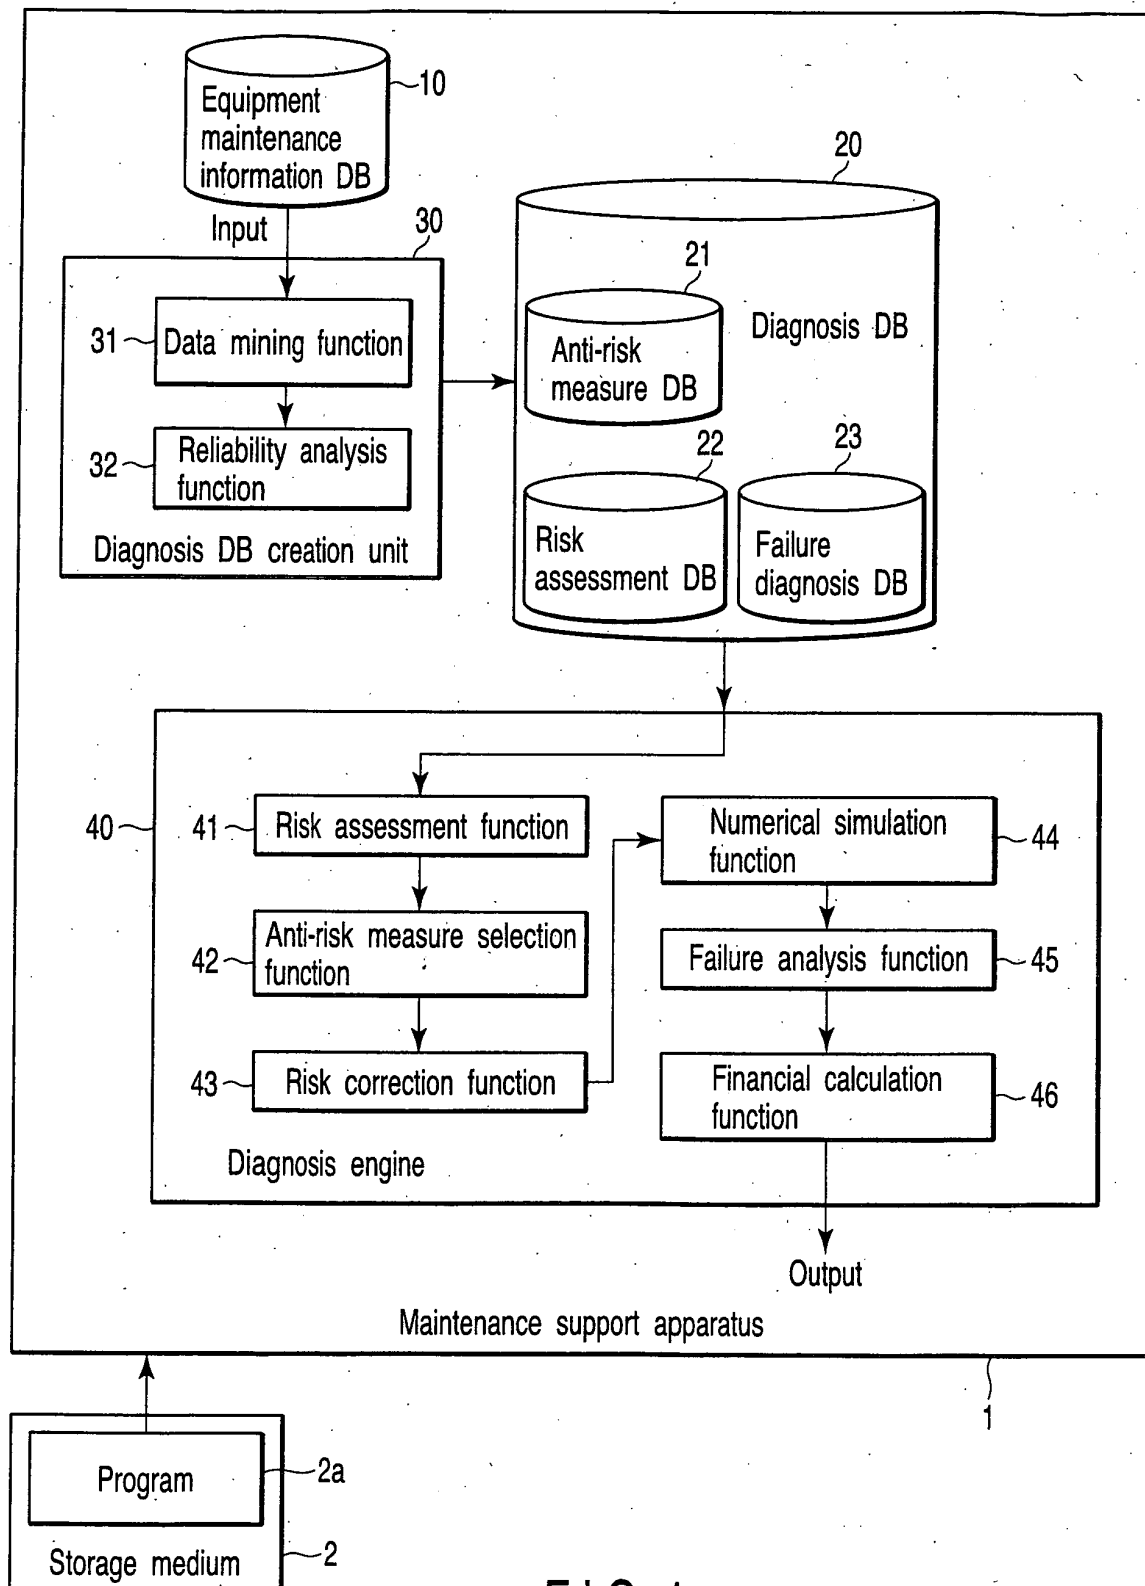 10
Equipment
maintenance
information DB
Input
30
31
Data mining function
32
Reliability analysis
function
Diagnosis DB creation unit
20
21
Anti-risk
measure DB
Diagnosis DB
22
Risk
assessment DB
23
Failure
diagnosis DB
40
41
Risk assessment function
42
Anti-risk measure selection
function
43
Risk correction function
Numerical simulation
function
44
Failure analysis function
45
Financial calculation
function
46
Diagnosis engine
Output
Maintenance support apparatus
1
Program
2a
Storage medium
2